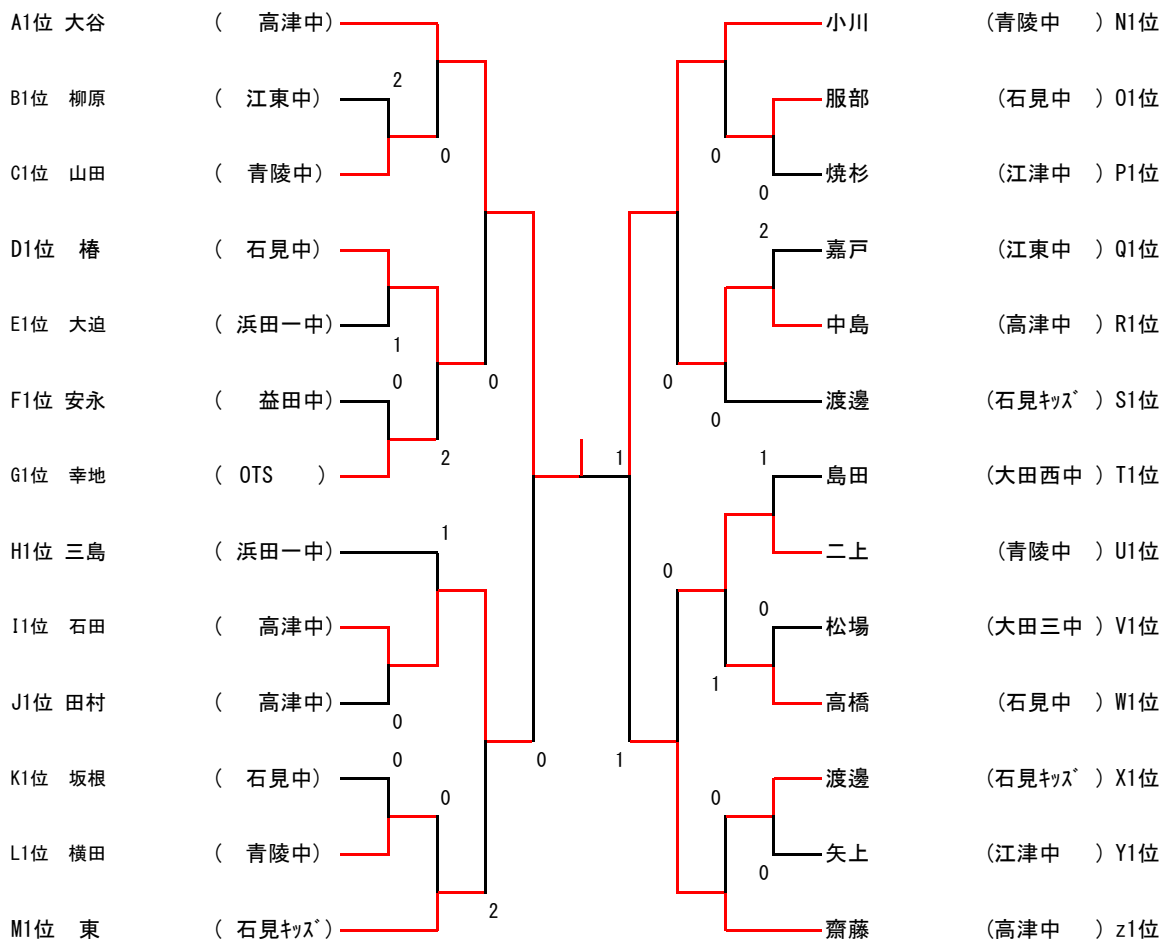 A1位 大谷 ( 高津中) 小川 (青陵中 ) N1位
2
B1位 柳原 ( 江東中) 服部 (石見中 ) O1位
0 0
C1位 山田 ( 青陵中) 焼杉 (江津中 ) P1位
0
2
D1位 椿 ( 石見中) 嘉戸 (江東中 ) Q1位
E1位 大迫 ( 浜田一中) 中島 (高津中 ) R1位
1
0 0 0
F1位 安永 ( 益田中) 渡邊 (石見ｷｯｽﾞ) S1位
0
2 1 1
G1位 幸地 ( OTS ) 島田 (大田西中 ) T1位
1
H1位 三島 ( 浜田一中) 二上 (青陵中 ) U1位
0
0
I1位 石田 ( 高津中) 松場 (大田三中 ) V1位
1
J1位 田村 ( 高津中) 高橋 (石見中 ) W1位
0
0 0 1
K1位 坂根 ( 石見中) 渡邊 (石見ｷｯｽﾞ) X1位
0 0
L1位 横田 ( 青陵中) 矢上 (江津中 ) Y1位
0
2
M1位 東 ( 石見ｷｯｽﾞ) 齋藤 (高津中 ) z1位